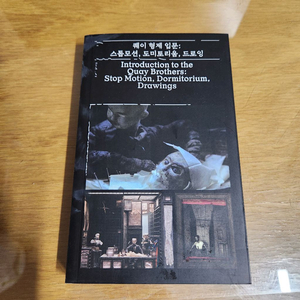 퀘이 형제 입문:
스톱모션, 도미토리움, 드로잉
Introduction to the
Quay Brothers:
Stop Motion, Dormitorium,
Drawings